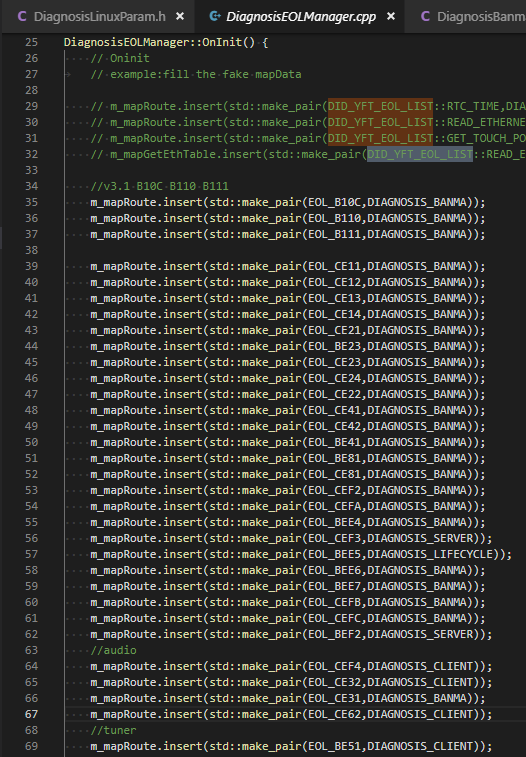 DiagnosisLinuxParam.h
DiagnosisEOLManager.cpp
DiagnosisBanma
25 DiagnosisEOLManager::OnInit() {
26 // Oninit
27 // example:fill the fake mapData
28
29 // m_mapRoute.insert(std::make_pair(DID_YFT_EOL_LIST::RTC_TIME,DIA
30 // m_mapRoute.insert(std::make_pair(DID_YFT_EOL_LIST::READ_ETHERNE
31 // m_mapRoute.insert(std::make_pair(DID_YFT_EOL_LIST::GET_TOUCH_PO
32 // m_mapGetEthTable.insert(std::make_pair(DID_YFT_EOL_LIST::READ_E
33
34 //v3.1 B10C B110 B111
35 m_mapRoute.insert(std::make_pair(EOL_B10C,DIAGNOSIS_BANMA));
36 m_mapRoute.insert(std::make_pair(EOL_B110,DIAGNOSIS_BANMA));
37 m_mapRoute.insert(std::make_pair(EOL_B111,DIAGNOSIS_BANMA));
38
39 m_mapRoute.insert(std::make_pair(EOL_CE11,DIAGNOSIS_BANMA));
40 m_mapRoute.insert(std::make_pair(EOL_CE12,DIAGNOSIS_BANMA));
41 m_mapRoute.insert(std::make_pair(EOL_CE13,DIAGNOSIS_BANMA));
42 m_mapRoute.insert(std::make_pair(EOL_CE14,DIAGNOSIS_BANMA));
43 m_mapRoute.insert(std::make_pair(EOL_CE21,DIAGNOSIS_BANMA));
44 m_mapRoute.insert(std::make_pair(EOL_BE23,DIAGNOSIS_BANMA));
45 m_mapRoute.insert(std::make_pair(EOL_CE23,DIAGNOSIS_BANMA));
46 m_mapRoute.insert(std::make_pair(EOL_CE24,DIAGNOSIS_BANMA));
47 m_mapRoute.insert(std::make_pair(EOL_CE22,DIAGNOSIS_BANMA));
48 m_mapRoute.insert(std::make_pair(EOL_CE41,DIAGNOSIS_BANMA));
49 m_mapRoute.insert(std::make_pair(EOL_CE42,DIAGNOSIS_BANMA));
50 m_mapRoute.insert(std::make_pair(EOL_BE41,DIAGNOSIS_BANMA));
51 m_mapRoute.insert(std::make_pair(EOL_BE81,DIAGNOSIS_BANMA));
52 m_mapRoute.insert(std::make_pair(EOL_CE81,DIAGNOSIS_BANMA));
53 m_mapRoute.insert(std::make_pair(EOL_CEF2,DIAGNOSIS_BANMA));
54 m_mapRoute.insert(std::make_pair(EOL_CEFA,DIAGNOSIS_BANMA));
55 m_mapRoute.insert(std::make_pair(EOL_BEE4,DIAGNOSIS_BANMA));
56 m_mapRoute.insert(std::make_pair(EOL_CEF3,DIAGNOSIS_SERVER));
57 m_mapRoute.insert(std::make_pair(EOL_BEE5,DIAGNOSIS_LIFECYCLE));
58 m_mapRoute.insert(std::make_pair(EOL_BEE6,DIAGNOSIS_BANMA));
59 m_mapRoute.insert(std::make_pair(EOL_BEE7,DIAGNOSIS_BANMA));
60 m_mapRoute.insert(std::make_pair(EOL_CEFB,DIAGNOSIS_BANMA));
61 m_mapRoute.insert(std::make_pair(EOL_CEFC,DIAGNOSIS_BANMA));
62 m_mapRoute.insert(std::make_pair(EOL_BEF2,DIAGNOSIS_SERVER));
63 //audio
64 m_mapRoute.insert(std::make_pair(EOL_CEF4,DIAGNOSIS_CLIENT));
65 m_mapRoute.insert(std::make_pair(EOL_CE32,DIAGNOSIS_CLIENT));
66 m_mapRoute.insert(std::make_pair(EOL_CE31,DIAGNOSIS_BANMA));
67 m_mapRoute.insert(std::make_pair(EOL_CE62,DIAGNOSIS_CLIENT));
68 //tuner
69 m_mapRoute.insert(std::make_pair(EOL_BE51,DIAGNOSIS_CLIENT));